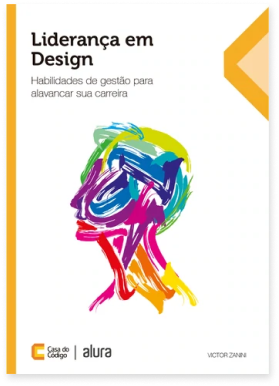 Liderança em
Design
Habilidades de gestão para
alavancar sua carreira
Casa do
Código
alura
VICTOR ZANINI